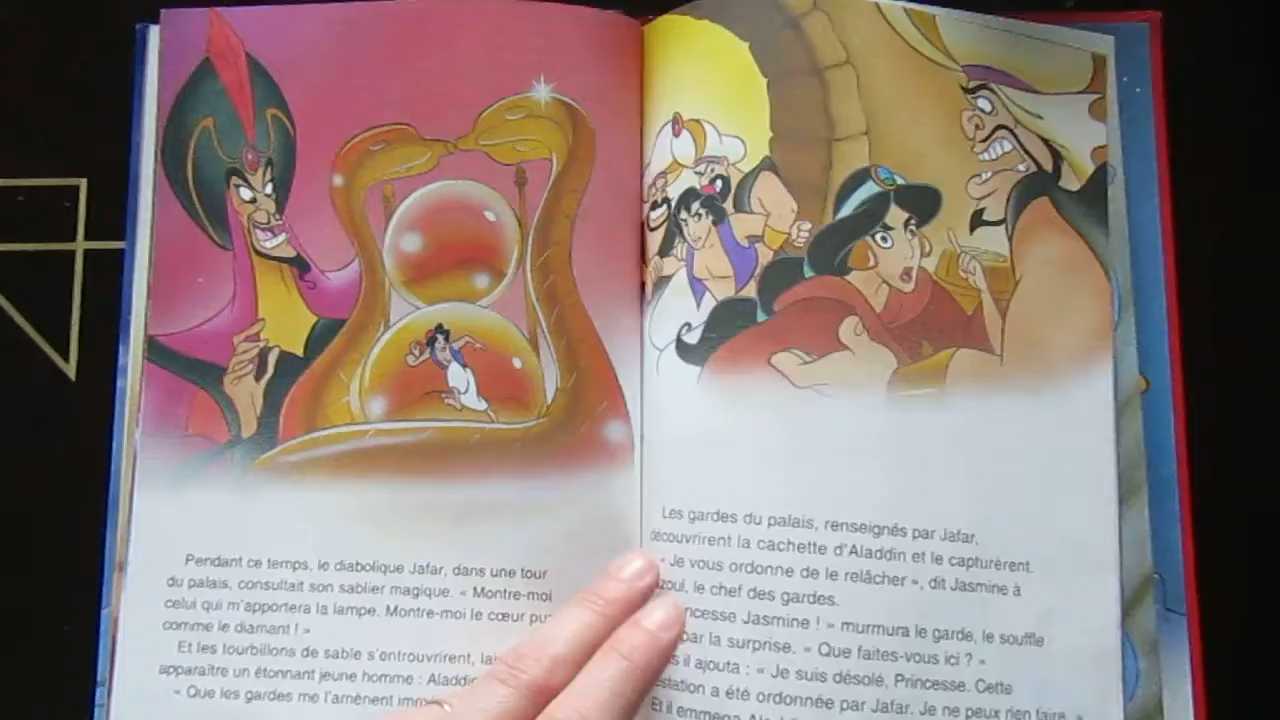 Pendant ce temps, le diabolique Jafar, dans une tour
du palais, consultait son sablier magique. « Montre-moi
celui qui m'apportera la lampe. Montre-moi le cœur pu
comme le diamant ! »
Et les tourbillons de sable s'entrouvrirent,
apparaître un étonnant jeune homme : Aladdi
« Que les gardes me l'amènent
Les gardes du palais, renseignés par Jafar,
découvrirent la cachette d'Aladdin et le capturèrent.
« Je vous ordonne de le relâcher », dit Jasmine à
zoul, le chef des gardes.
ncesse Jasmine ! » murmura le garde, le souffle
par la surprise. « Que faites-vous ici ? »
s il ajouta : « Je suis désolé, Princesse. Cette
station a été ordonnée par Jafar. Je ne peux rien faire. »
Et il emmena